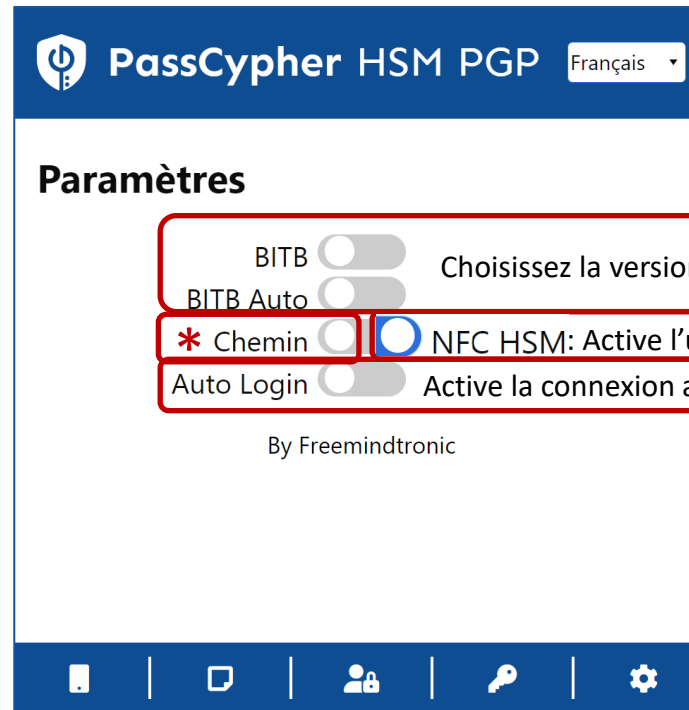 PassCypher HSM PGP Français
Paramètres
BITB
Choisissez la version
BITB Auto
* Chemin NFC HSM: Active l'u
Auto Login Active la connexion a
By Freemindtronic